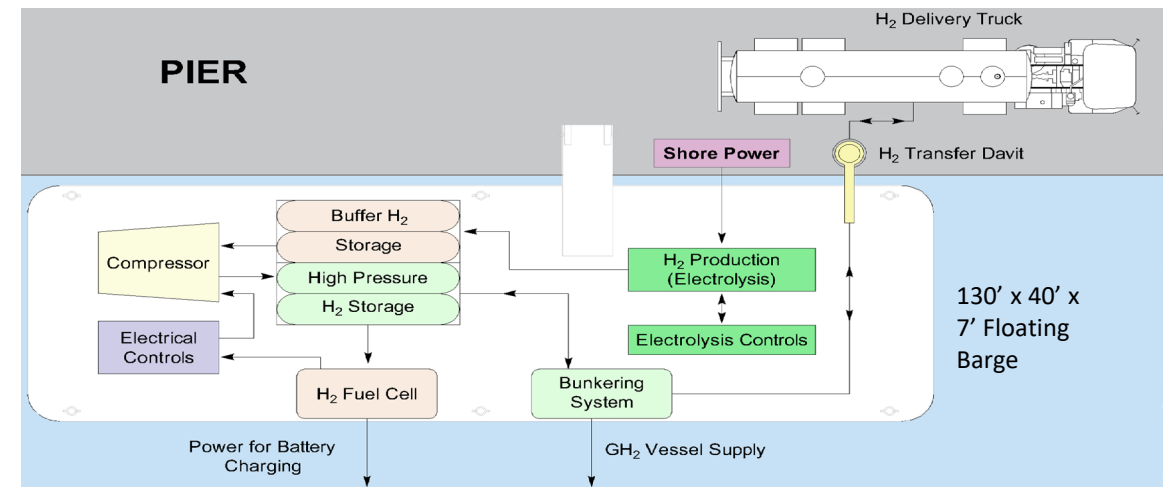 H₂ Delivery Truck
PIER
Shore Power
H₂ Transfer Davit
Buffer H₂
Storage
High Pressure
H₂ Storage
Compressor
Electrical
Controls
H₂ Production
(Electrolysis)
Electrolysis Controls
130’ x 40’ x
7’ Floating
Barge
H₂ Fuel Cell
Bunkering
System
Power for Battery
Charging
GH₂ Vessel Supply